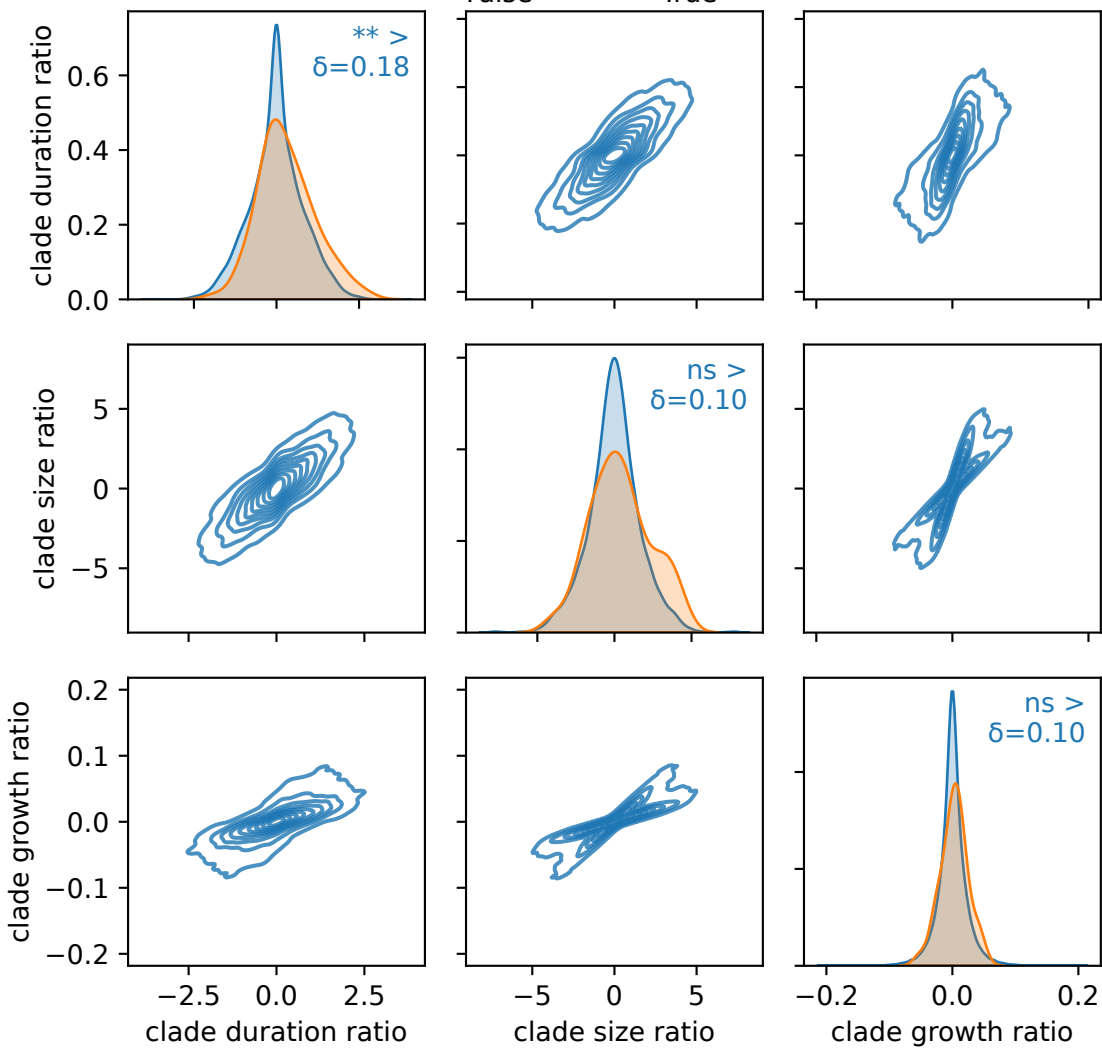 clade duration ratio
0.6
0.4
0.2
0.0
** >
δ=0.18
clade size ratio
5
0
−5
ns >
δ=0.10
clade growth ratio
0.2
0.1
0.0
−0.1
−0.2
ns >
δ=0.10
−2.5 0.0 2.5
clade duration ratio
−5 0 5
clade size ratio
−0.2 0.0 0.2
clade growth ratio